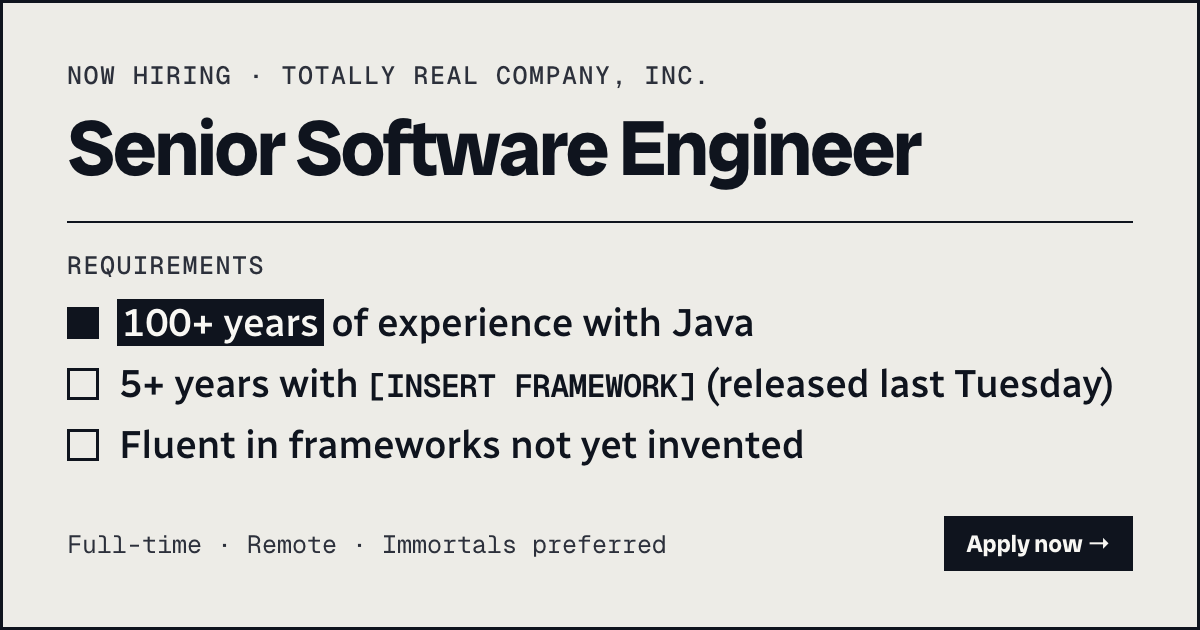 NOW HIRING · TOTALLY REAL COMPANY, INC.
Senior Software Engineer
REQUIREMENTS
100+ years of experience with Java
5+ years with [INSERT FRAMEWORK] (released last Tuesday)
Fluent in frameworks not yet invented
Full-time · Remote · Immortals preferred
Apply now →